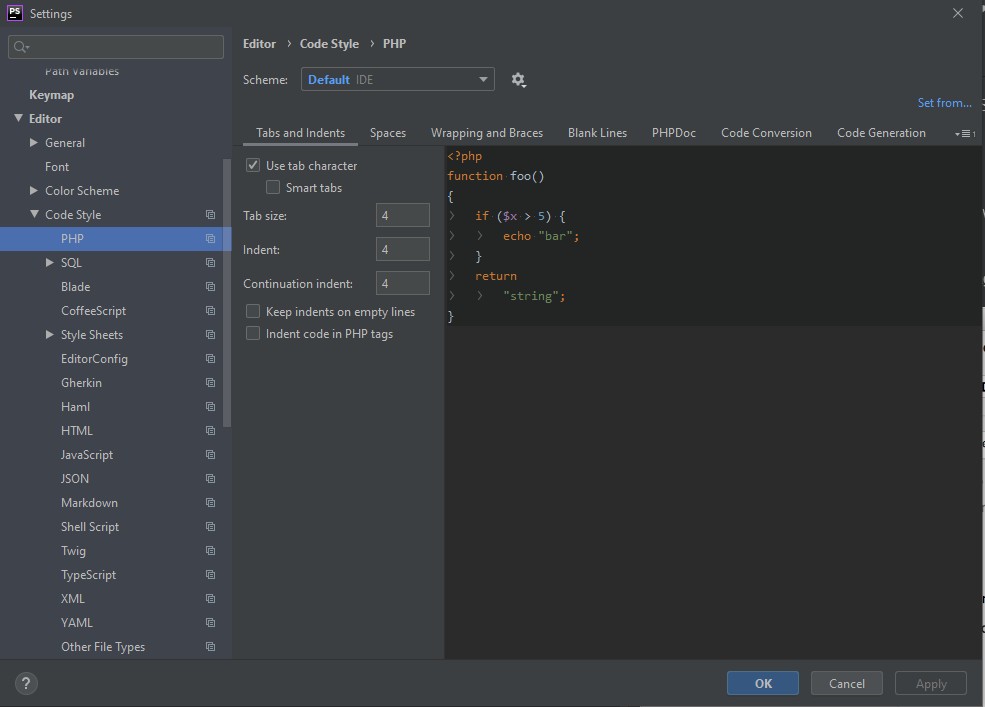 PS Settings
Path Variables
Keymap
Editor
General
Font
Color Scheme
Code Style
PHP
SQL
Blade
CoffeeScript
Style Sheets
EditorConfig
Gherkin
Haml
HTML
JavaScript
JSON
Markdown
Shell Script
Twig
TypeScript
XML
YAML
Other File Types
Editor › Code Style › PHP
Scheme: Default IDE
Set from...
Tabs and Indents Spaces Wrapping and Braces Blank Lines PHPDoc Code Conversion Code Generation
Use tab character
Smart tabs
Tab size: 4
Indent: 4
Continuation indent: 4
Keep indents on empty lines
Indent code in PHP tags
<?php
function foo()
{
if ($x > 5) {
echo "bar";
}
return
"string";
}
?
OK Cancel Apply